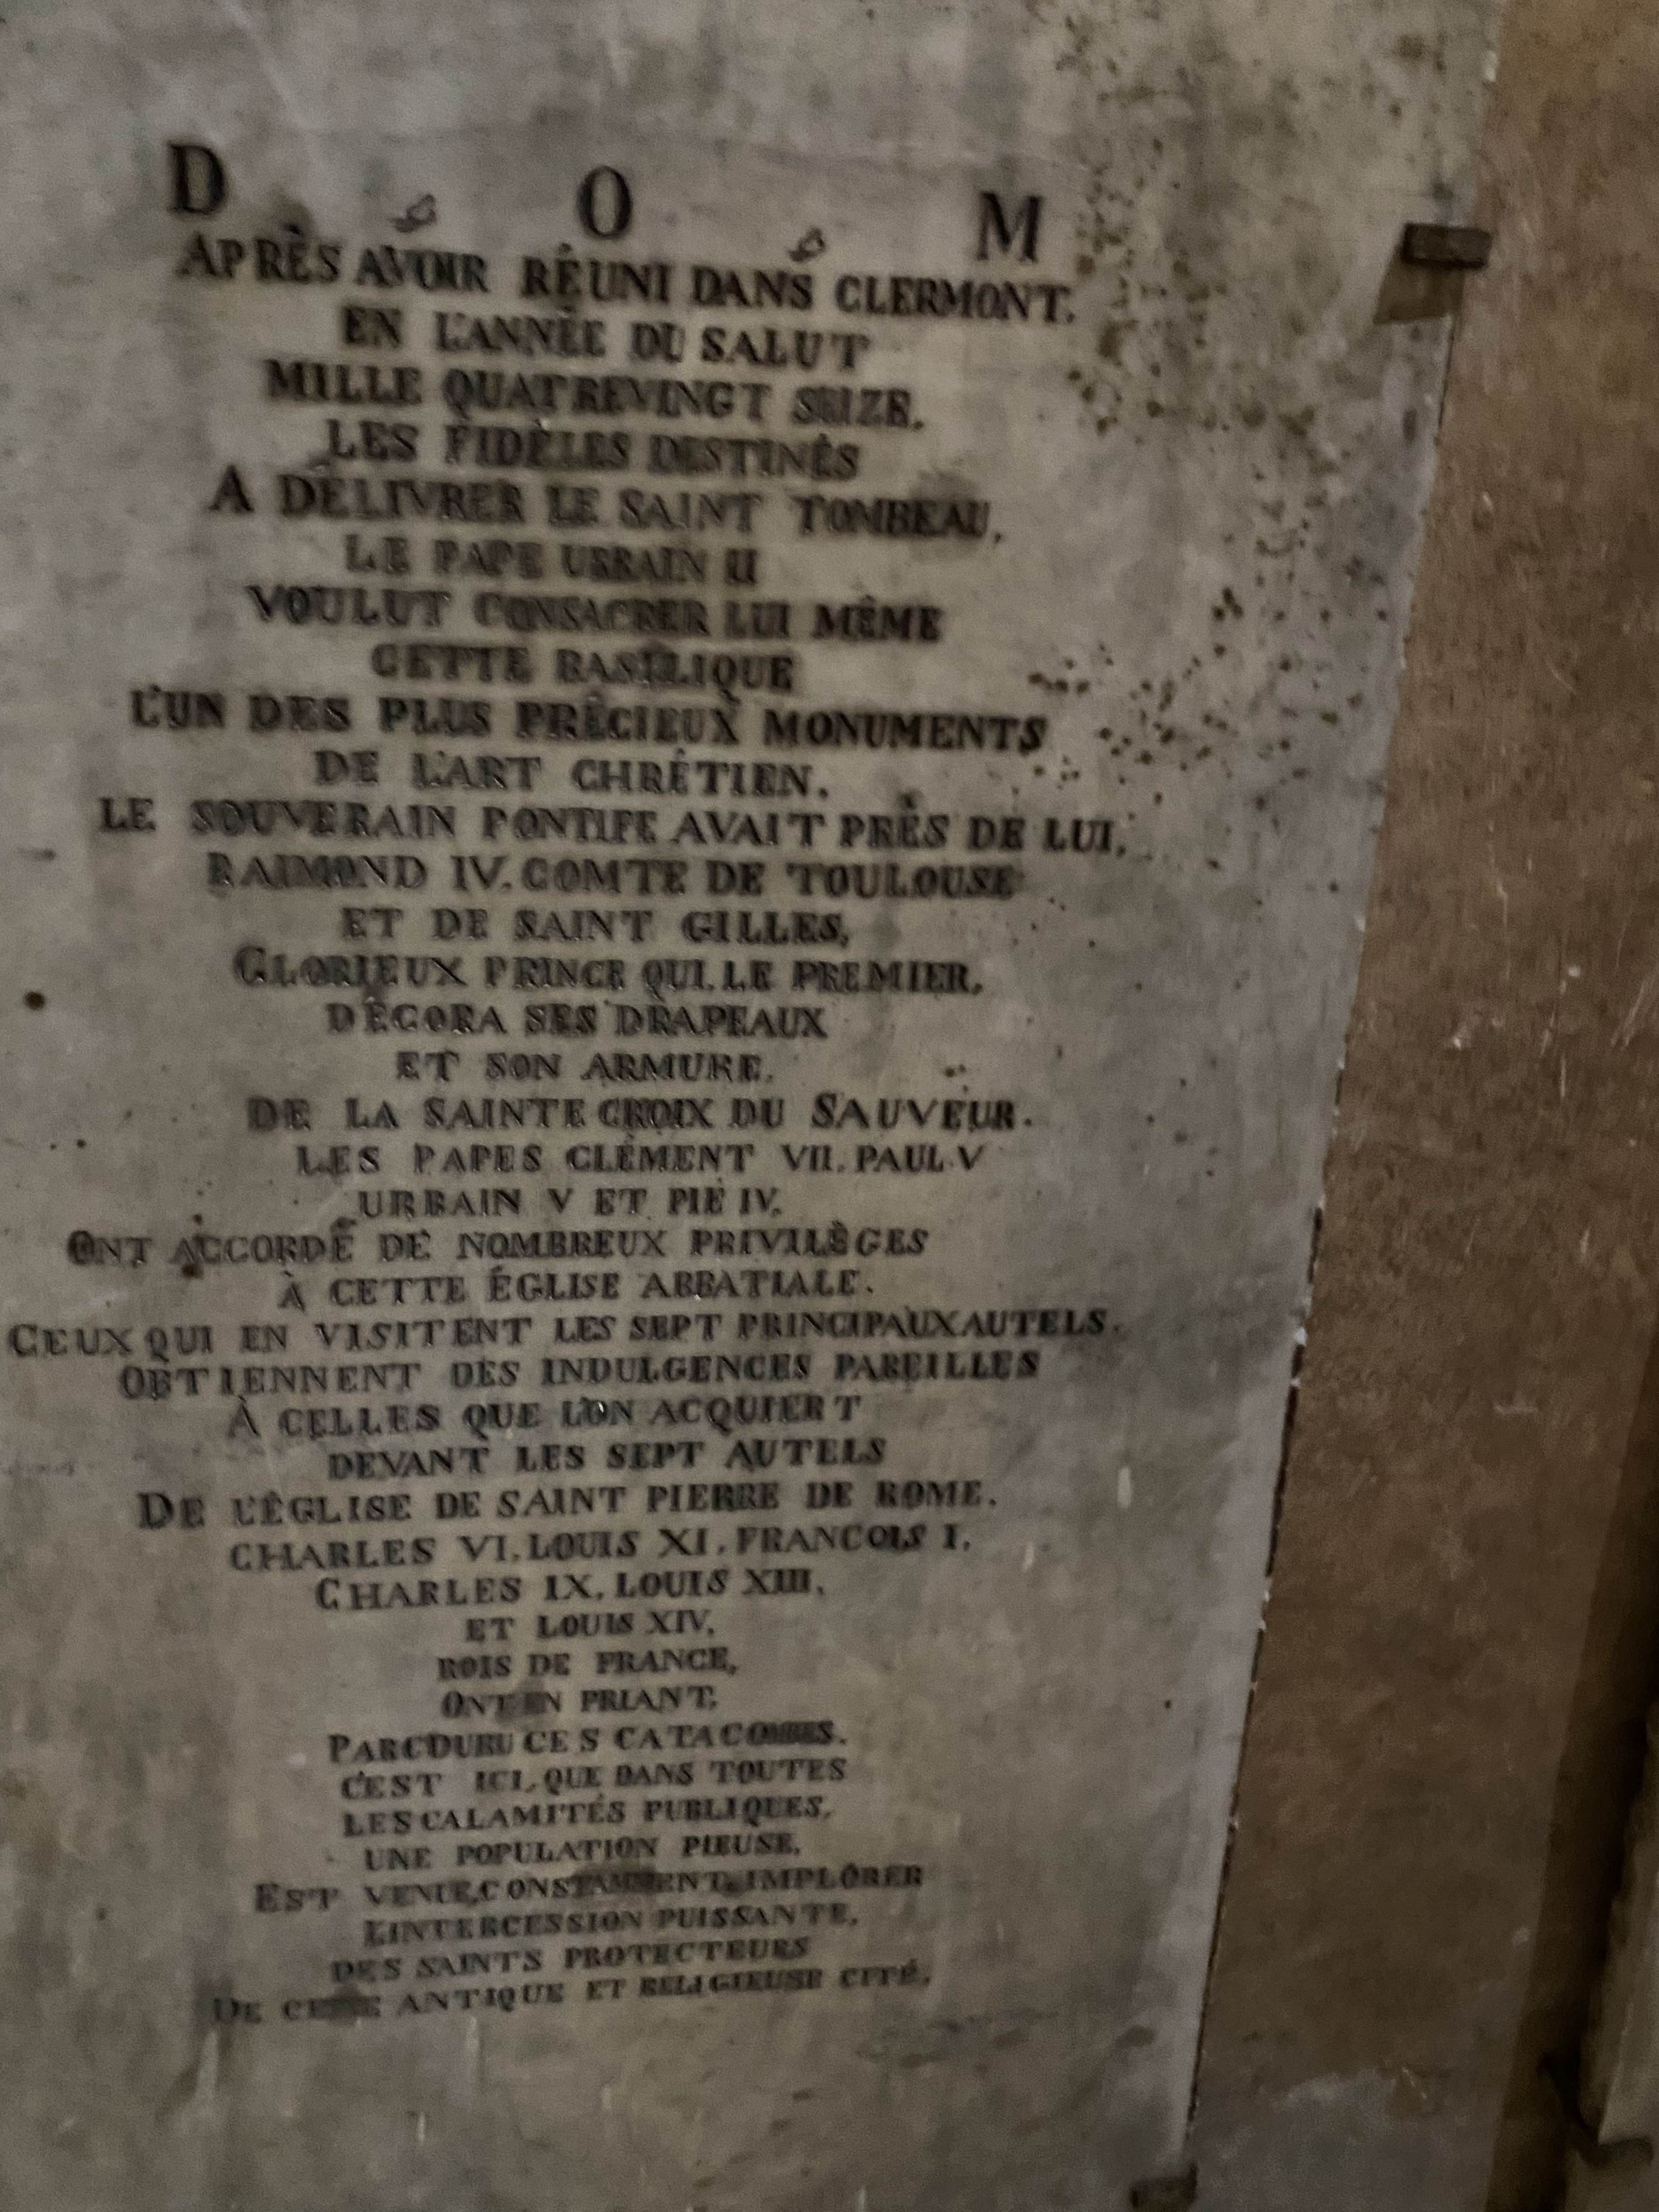 D O M
APRÈS AVOIR RÉUNI DANS CLERMONT.
EN L'ANNÉE DU SALUT
MILLE QUATREVINGT SEIZE.
LES FIDÈLES DESTINÉS
A DÉLIVRER LE SAINT TOMBEAU,
LE PAPE URBAIN II
VOULUT CONSACRER LUI MÊME
CETTE BASILIQUE
L'UN DES PLUS PRÉCIEUX MONUMENTS
DE L'ART CHRÉTIEN.
LE SOUVERAIN PONTIFE AVAIT PRÈS DE LUI,
RAIMOND IV. COMTE DE TOULOUSE
ET DE SAINT GILLES,
GLORIEUX PRINCE QUI. LE PREMIER.
DÉCORA SES DRAPEAUX
ET SON ARMURE.
DE LA SAINTE CROIX DU SAUVEUR.
LES PAPES CLÉMENT VII. PAUL V
URBAIN V ET PIE IV.
ONT ACCORDÉ DE NOMBREUX PRIVILÈGES
À CETTE ÉGLISE ABBATIALE.
CEUX QUI EN VISITENT LES SEPT PRINCIPAUX AUTELS.
OBTIENNENT DES INDULGENCES PAREILLES
À CELLES QUE L'ON ACQUIERT
DEVANT LES SEPT AUTELS
DE L'ÉGLISE DE SAINT PIERRE DE ROME.
CHARLES VI. LOUIS XI. FRANCOIS I.
CHARLES IX. LOUIS XIII.
ET LOUIS XIV.
ROIS DE FRANCE,
ONT EN PRIANT.
PARCOURU CES CATACOMBES.
C'EST ICI, QUE DANS TOUTES
LES CALAMITÉS PUBLIQUES.
UNE POPULATION PIEUSE.
EST VENUE, CONSTAMMENT, IMPLORER
L'INTERCESSION PUISSANTE,
DES SAINTS PROTECTEURS
DE CETTE ANTIQUE ET RELIGIEUSE CITÉ.